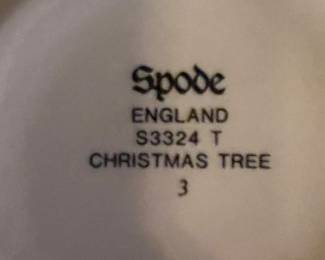 Spode
ENGLAND
S3324 T
CHRISTMAS TREE
3